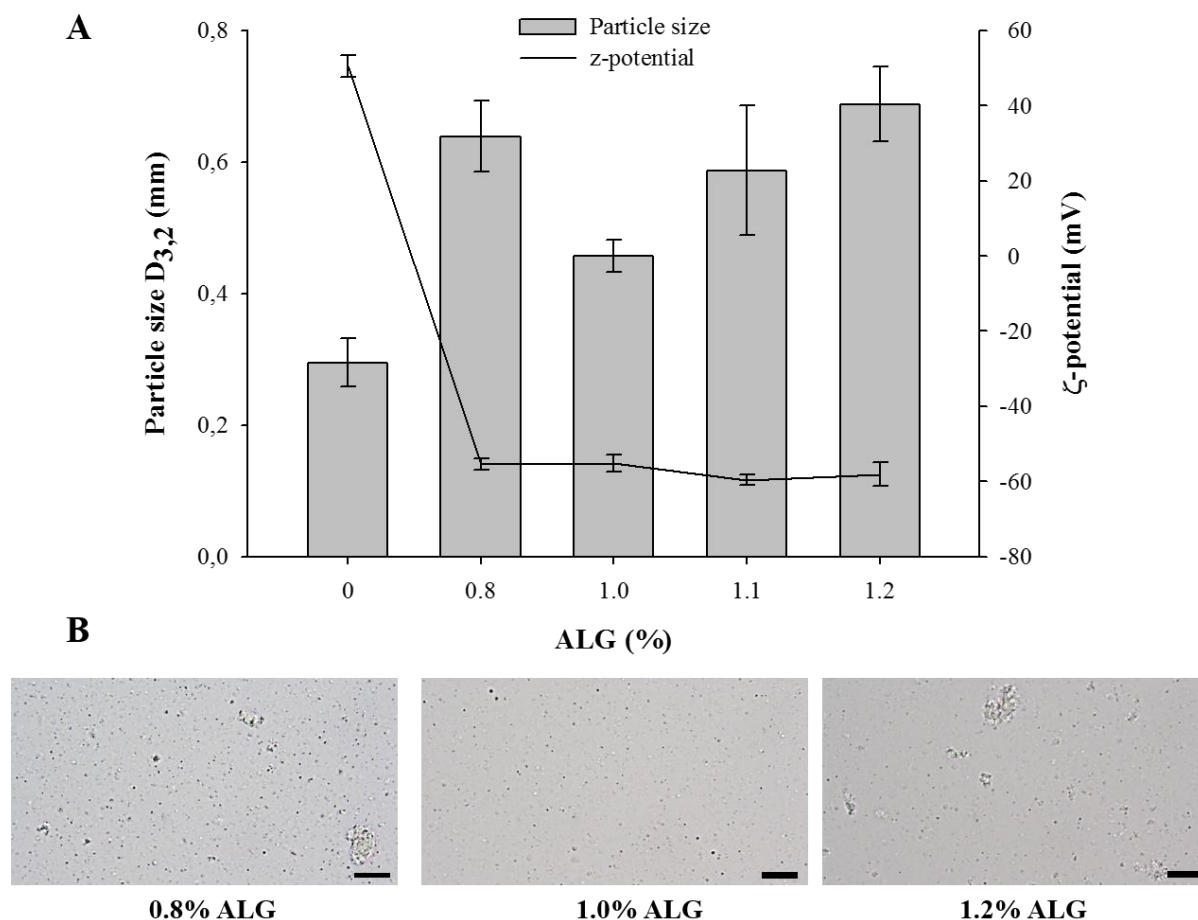 A
Particle size
z-potential
Particle size D3,2 (mm)
0,8
0,6
0,4
0,2
0,0
60
40
20
0
-20
-40
-60
-80
ζ-potential (mV)
0 0.8 1.0 1.1 1.2
ALG (%)
B
0.8% ALG 1.0% ALG 1.2% ALG